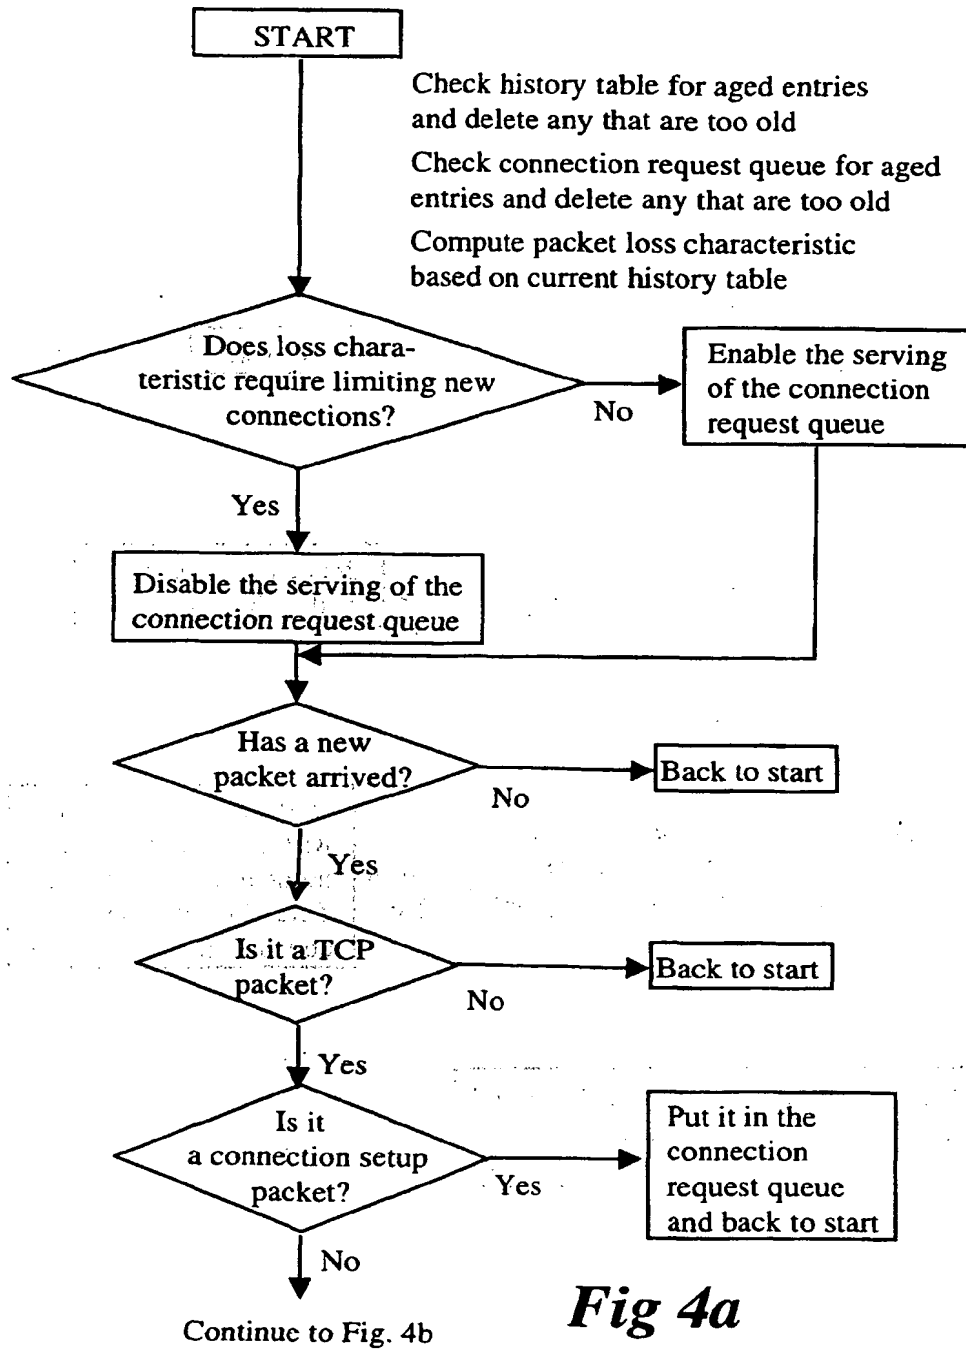 START
Check history table for aged entries
and delete any that are too old
Check connection request queue for aged
entries and delete any that are too old
Compute packet loss characteristic
based on current history table
Does loss chara-
teristic require limiting new
connections?
No
Enable the serving
of the connection
request queue
Yes
Disable the serving of the
connection request queue
Has a new
packet arrived?
No
Back to start
Yes
Is it a TCP
packet?
No
Back to start
Yes
Is it
a connection setup
packet?
Yes
Put it in the
connection
request queue
and back to start
No
Continue to Fig. 4b
Fig 4a